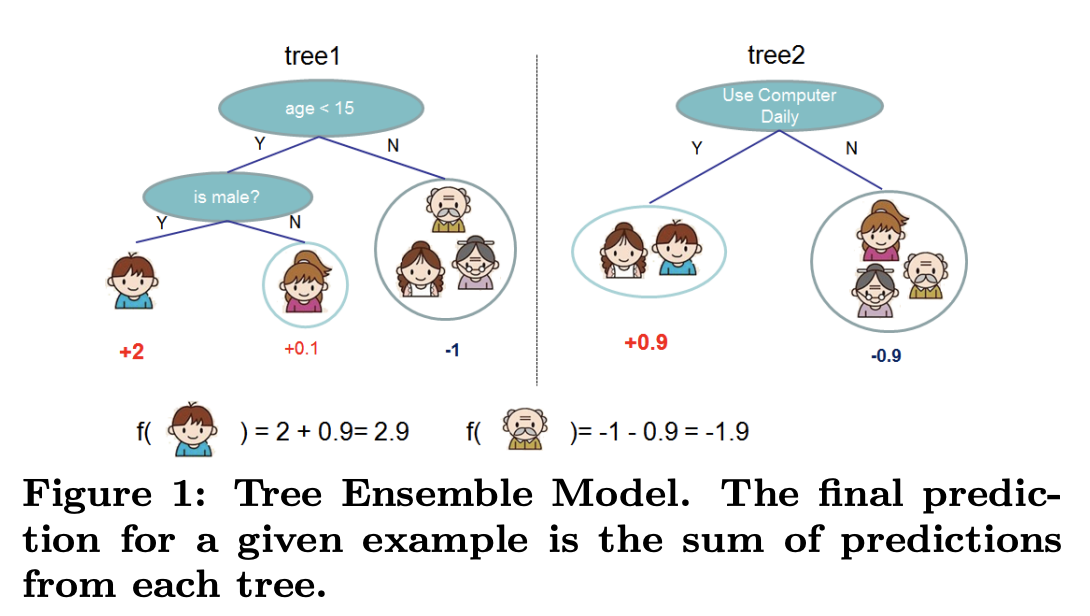 tree1
age < 15
Y
N
is male?
Y
N
+2
+0.1
-1
tree2
Use Computer
Daily
Y
N
+0.9
-0.9
f( ) = 2 + 0.9= 2.9
f( )= -1 - 0.9 = -1.9
Figure 1: Tree Ensemble Model. The final predic-
tion for a given example is the sum of predictions
from each tree.